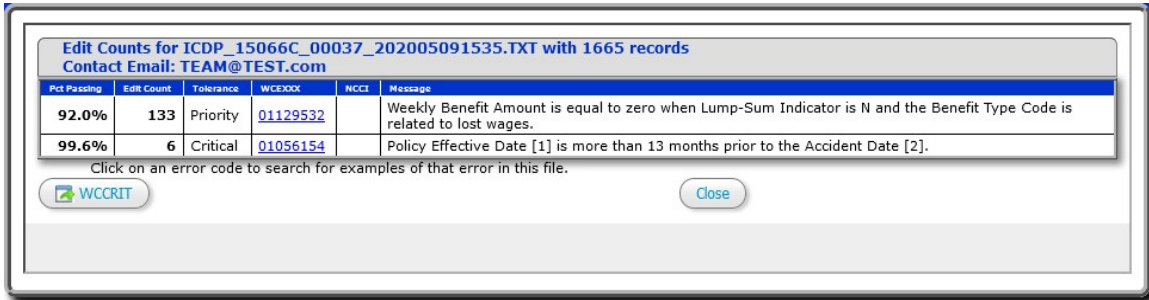 Edit Counts for ICDP_15066C_00037_202005091535.TXT with 1665 records
Contact Email: TEAM@TEST.com
Pct Passing Edit Count Tolerance WCEXXX NCCI Message
92.0% 133 Priority 01129532 Weekly Benefit Amount is equal to zero when Lump-Sum Indicator is N and the Benefit Type Code is
related to lost wages.
99.6% 6 Critical 01056154 Policy Effective Date [1] is more than 13 months prior to the Accident Date [2].
Click on an error code to search for examples of that error in this file.
WCCRIT Close